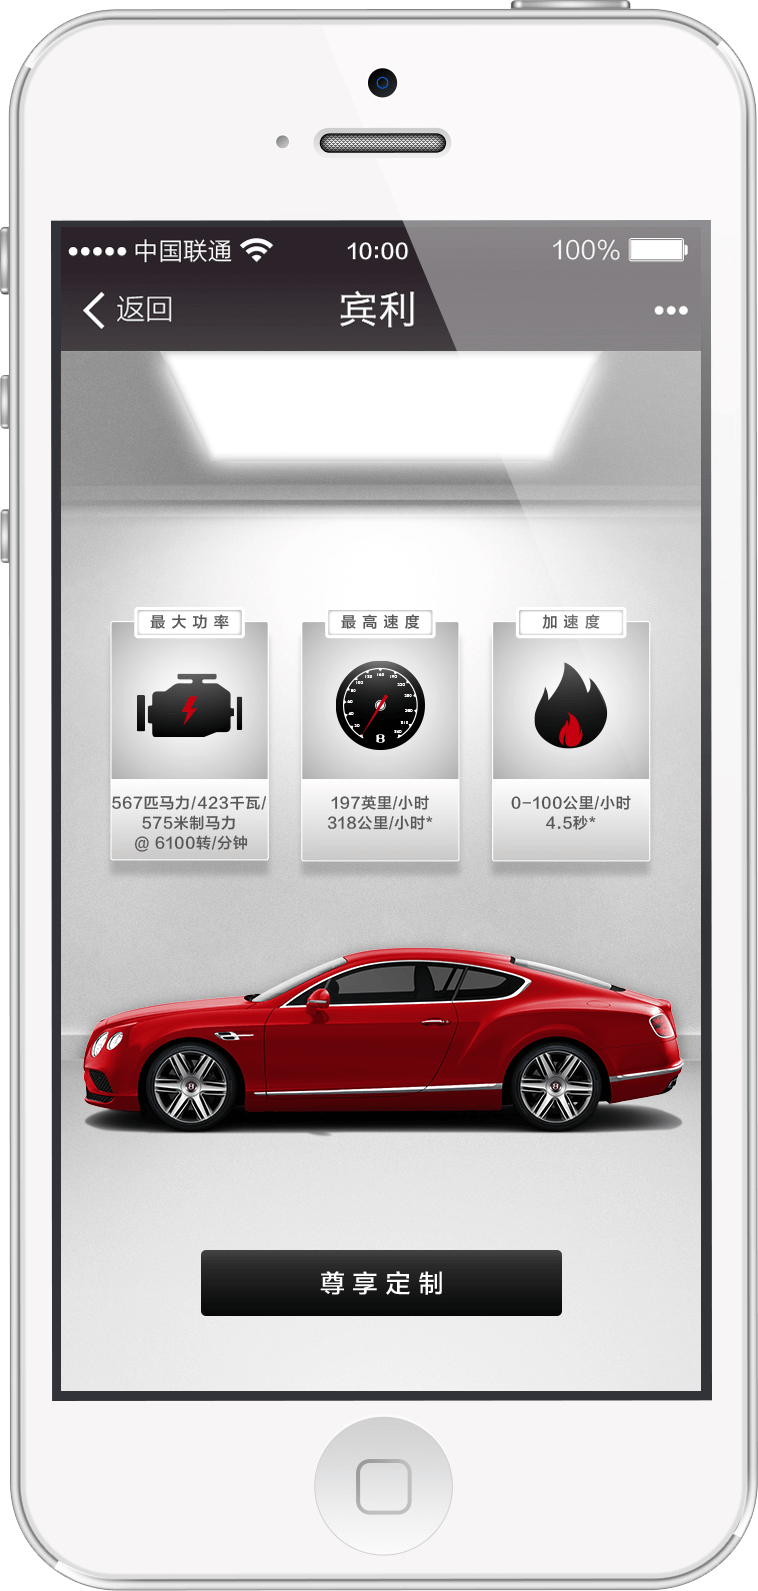 中国联通 10:00 100%
返回 宾利
最大功率 最高速度 加速度
567匹马力/423千瓦/
575米制马力
@ 6100转/分钟
197英里/小时
318公里/小时*
0-100公里/小时
4.5秒*
尊享定制